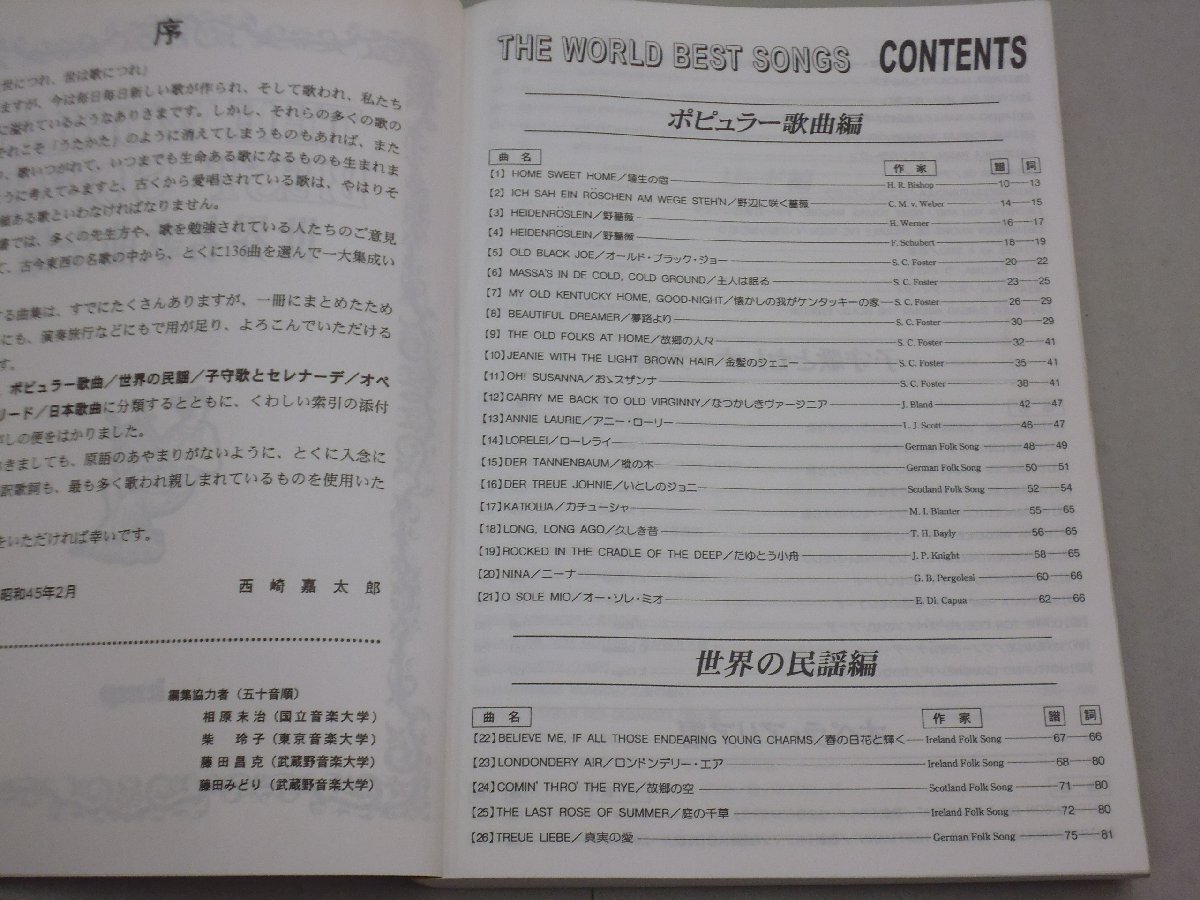 序
世につれ、世は歌につれ」
ますが、今は毎日毎日新しい歌が作られ、そして歌われ、私たち
に溢れているようなありさまです。しかし、それらの多くの歌の
それこそ『うたかた』のように消えてしまうものもあれば、また
、歌いつがれて、いつまでも生命ある歌になるものも生まれま
うに考えてみますと、古くから愛唱されている歌は、やはりそ
ある歌といわなければなりません。
書では、多くの先生方や、歌を勉強されている人たちのご意見
て、古今東西の名歌の中から、とくに136曲を選んで一大集成い
る曲集は、すでにたくさんありますが、一冊にまとめたため
にも、演奏旅行などにもで用が足り、よろこんでいただける
す。
ポピュラー歌曲／世界の民謡／子守歌とセレナーデ／オペ
リード／日本歌曲に分類するとともに、くわしい索引の添付
しの便をはかりました。
きましても、原語のあやまりがないように、とくに入念に
訳歌詞も、最も多く歌われ親しまれているものを使用いた
をいただければ幸いです。
昭和45年2月 西崎嘉太郎
編集協力者（五十音順）
相原末治（国立音楽大学）
柴 玲子（東京音楽大学）
藤田昌克（武蔵野音楽大学）
藤田みどり（武蔵野音楽大学）
THE WORLD BEST SONGS CONTENTS
ポピュラー歌曲編
曲名 作家 譜 詞
【1】HOME SWEET HOME／埴生の宿 H. R. Bishop 10 13
【2】ICH SAH EIN RÖSCHEN AM WEGE STEH'N／野辺に咲く薔薇 C. M. v. Weber 14 15
【3】HEIDENRÖSLEIN／野薔薇 H. Werner 16 17
【4】HEIDENRÖSLEIN／野薔薇 F. Schubert 18 19
【5】OLD BLACK JOE／オールド・ブラック・ジョー S. C. Foster 20 22
【6】MASSA'S IN DE COLD, COLD GROUND／主人は眠る S. C. Foster 23 25
【7】MY OLD KENTUCKY HOME, GOOD-NIGHT／懐かしの我がケンタッキーの家 S. C. Foster 26 29
【8】BEAUTIFUL DREAMER／夢路より S. C. Foster 30 29
【9】THE OLD FOLKS AT HOME／故郷の人々 S. C. Foster 32 41
【10】JEANIE WITH THE LIGHT BROWN HAIR／金髪のジェニー S. C. Foster 35 41
【11】OH! SUSANNA／おゝスザンナ S. C. Foster 38 41
【12】CARRY ME BACK TO OLD VIRGINNY／なつかしきヴァージニア J. Bland 42 47
【13】ANNIE LAURIE／アニー・ローリー L. J. Scott 46 47
【14】LORELEI／ローレライ German Folk Song 48 49
【15】DER TANNENBAUM／樅の木 German Folk Song 50 51
【16】DER TREUE JOHNIE／いとしのジョニー Scotland Folk Song 52 54
【17】КАТЮША／カチューシャ M. I. Blanter 55 65
【18】LONG, LONG AGO／久しき昔 T. H. Bayly 56 65
【19】ROCKED IN THE CRADLE OF THE DEEP／たゆとう小舟 J. P. Knight 58 65
【20】NINA／ニーナ G. B. Pergolesi 60 66
【21】O SOLE MIO／オー・ソレ・ミオ E. Di. Capua 62 66
世界の民謡編
曲名 作家 譜 詞
【22】BELIEVE ME, IF ALL THOSE ENDEARING YOUNG CHARMS／春の日花と輝く Ireland Folk Song 67 66
【23】LONDONDERY AIR／ロンドンデリー・エア Ireland Folk Song 68 80
【24】COMIN' THRO' THE RYE／故郷の空 Scotland Folk Song 71 80
【25】THE LAST ROSE OF SUMMER／庭の千草 Ireland Folk Song 72 80
【26】TREUE LIEBE／真実の愛 German Folk Song 75 81